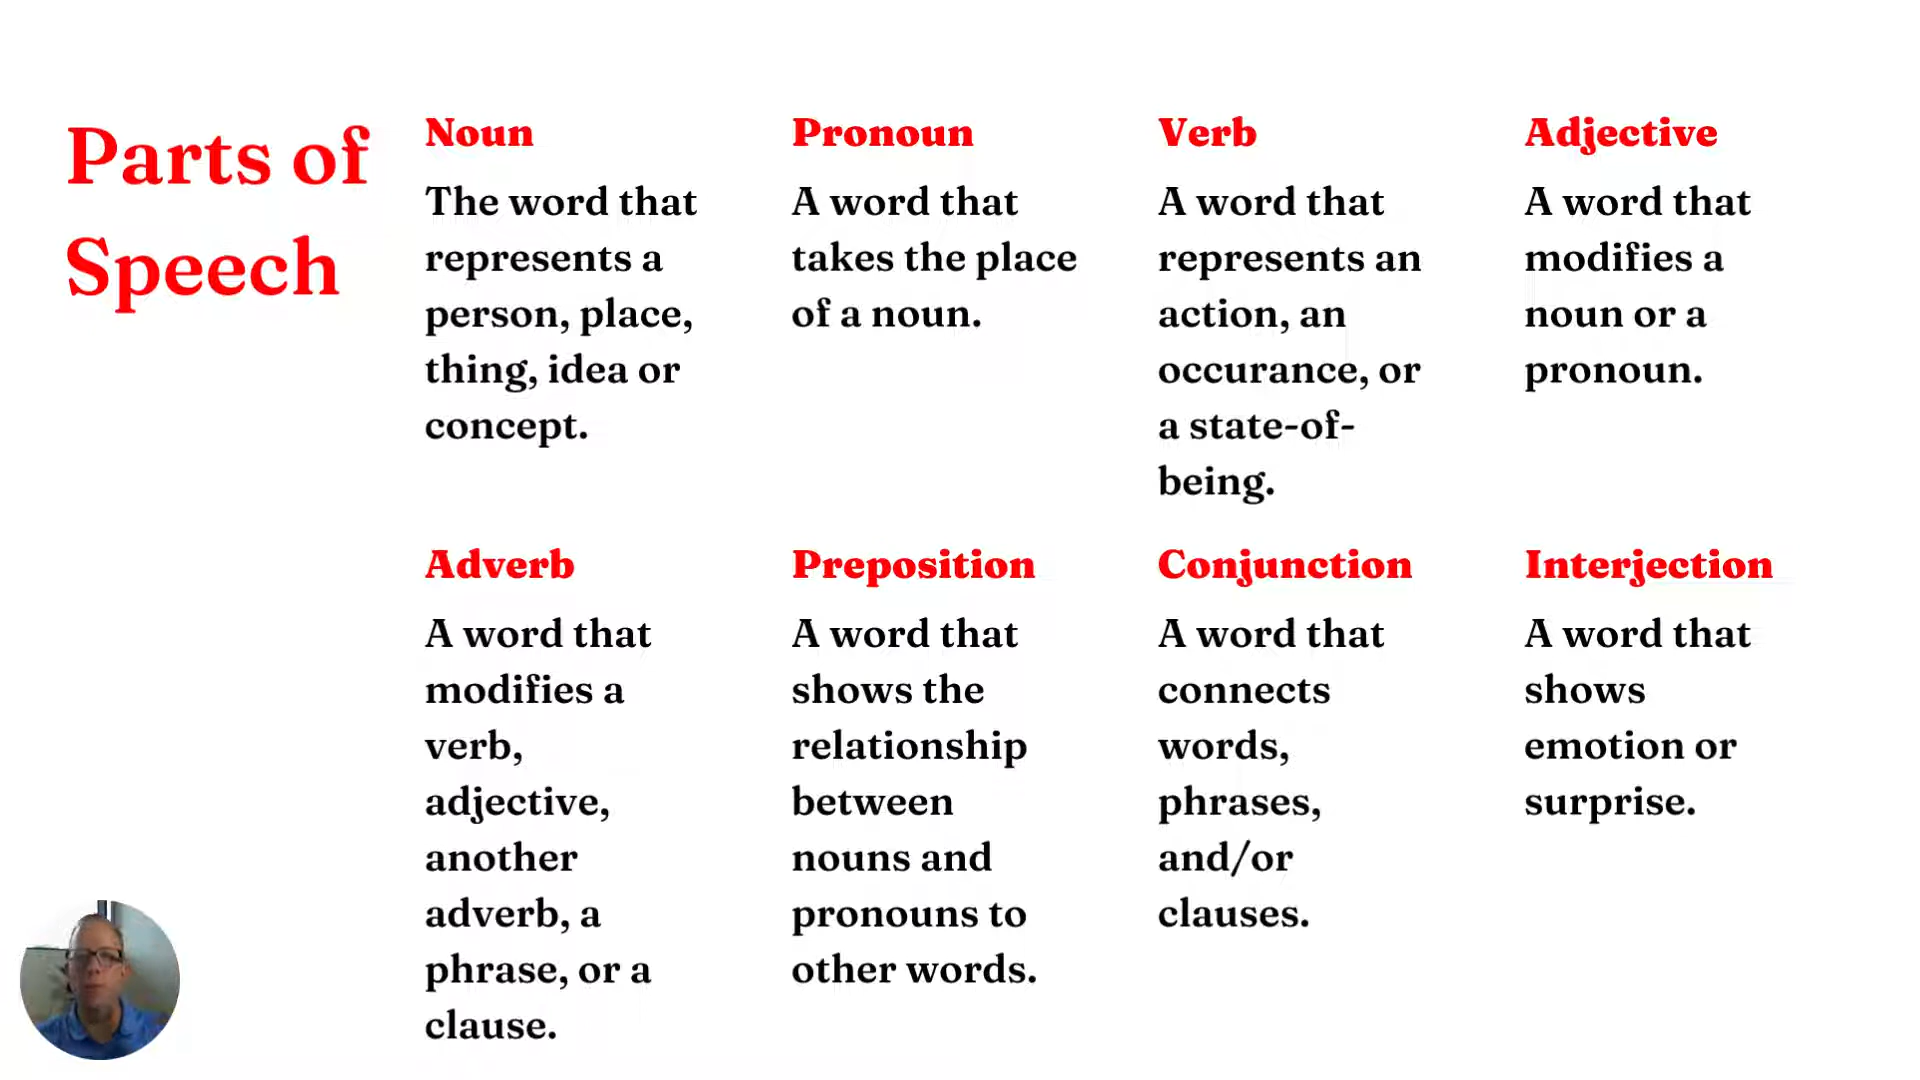 Parts of
Speech
Noun
The word that
represents a
person, place,
thing, idea or
concept.
Pronoun
A word that
takes the place
of a noun.
Verb
A word that
represents an
action, an
occurance, or
a state-of-
being.
Adjective
A word that
modifies a
noun or a
pronoun.
Adverb
A word that
modifies a
verb,
adjective,
another
adverb, a
phrase, or a
clause.
Preposition
A word that
shows the
relationship
between
nouns and
pronouns to
other words.
Conjunction
A word that
connects
words,
phrases,
and/or
clauses.
Interjection
A word that
shows
emotion or
surprise.